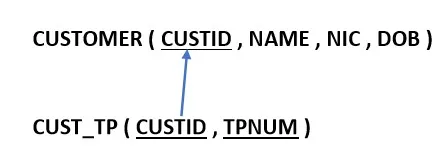 CUSTOMER ( CUSTID , NAME , NIC , DOB )
CUST_TP ( CUSTID , TPNUM )